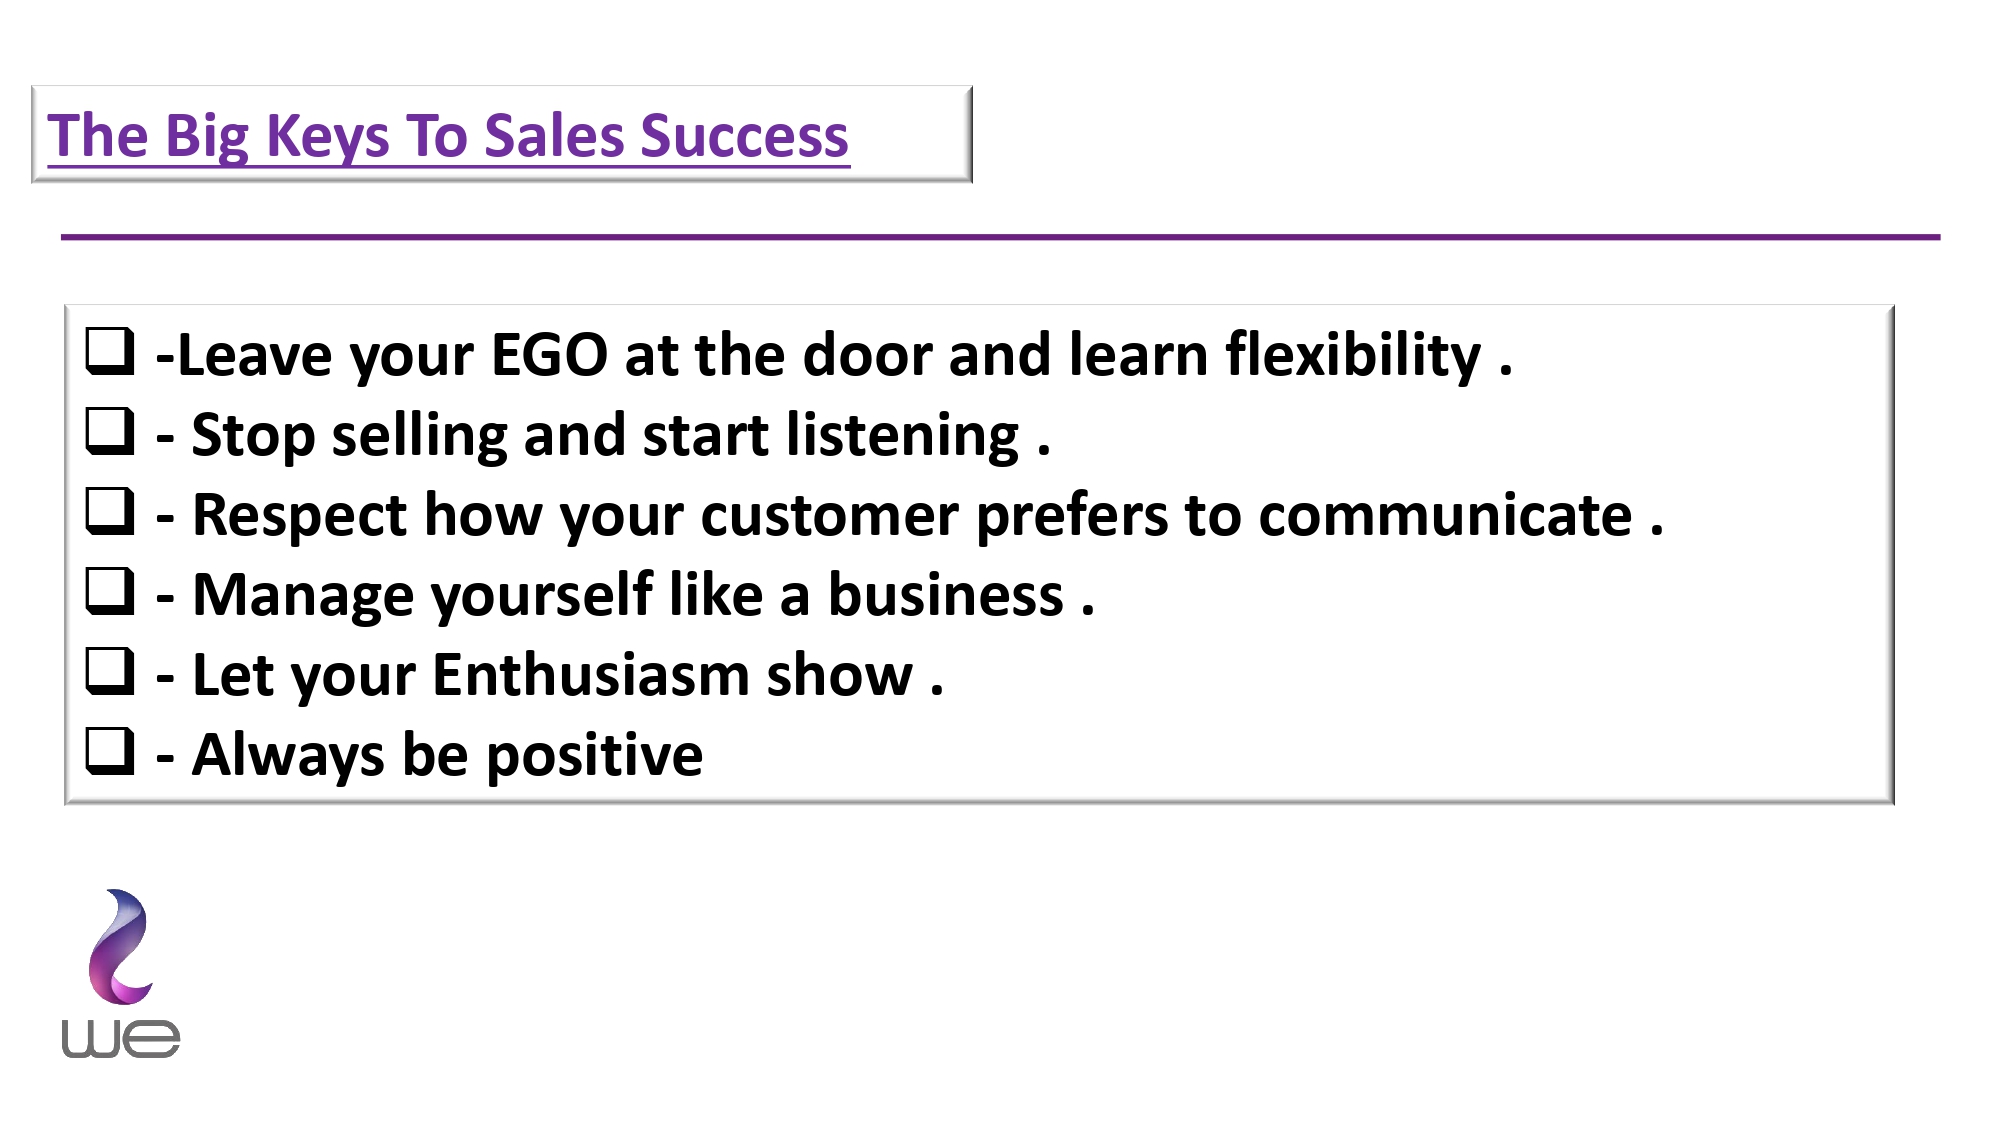 The Big Keys To Sales Success
❑ -Leave your EGO at the door and learn flexibility .
❑ - Stop selling and start listening .
❑ - Respect how your customer prefers to communicate .
❑ - Manage yourself like a business .
❑ - Let your Enthusiasm show .
❑ - Always be positive
we